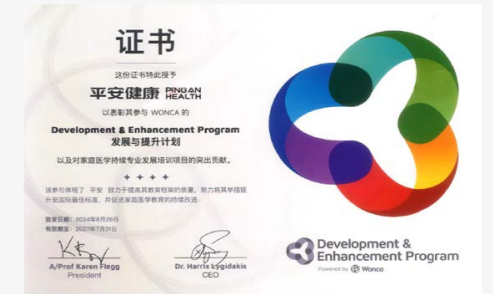 证书
这份证书特此授予
平安健康 PINGAN HEALTH
以表彰其参与 WONCA 的
Development & Enhancement Program
发展与提升计划
以及对家庭医学持续专业发展培训项目的突出贡献。
该参与体现了 平安 致力于提高其教育框架的质量，努力将其举措提
升至国际最佳标准，并促进家庭医学教育的持续改进.
签发日期：2024年8月26日
有效期至：2027年7月31日
A/Prof Karen Flegg
President
Dr. Harris Lygidakis
CEO
Development &
Enhancement Program
Powered by Wonca